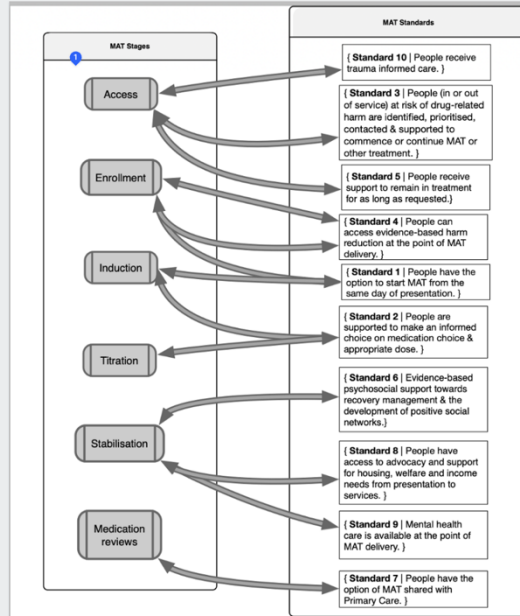 MAT Standards
MAT Stages
1
Access
Enrollment
Induction
Titration
Stabilisation
Medication
reviews
{ Standard 10 | People receive
trauma informed care. }
{ Standard 3 | People (in or out
of service) at risk of drug-related
harm are identified, prioritised,
contacted & supported to
commence or continue MAT or
other treatment. }
{ Standard 5 | People receive
support to remain in treatment
for as long as requested.}
{ Standard 4 | People can
access evidence-based harm
reduction at the point of MAT
delivery. }
{ Standard 1 | People have the
option to start MAT from the
same day of presentation. }
{ Standard 2 | People are
supported to make an informed
choice on medication choice &
appropriate dose. }
{ Standard 6 | Evidence-based
psychosocial support towards
recovery management & the
development of positive social
networks.}
{ Standard 8 | People have
access to advocacy and support
for housing, welfare and income
needs from presentation to
services. }
{ Standard 9 | Mental health
care is available at the point of
MAT delivery. }
{ Standard 7 | People have the
option of MAT shared with
Primary Care. }